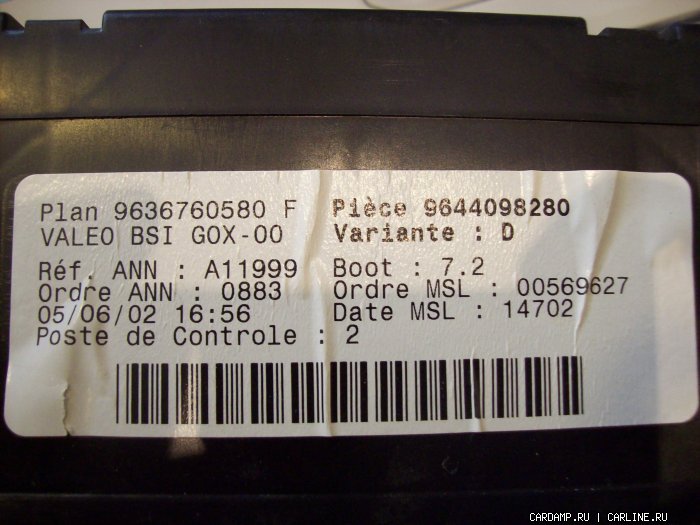 Plan 9636760580 F Pièce 9644098280
VALEO BSI GOX-00 Variante : D
Réf. ANN : A11999 Boot : 7.2
Ordre ANN : 0883 Ordre MSL : 00569627
05/06/02 16:56 Date MSL : 14702
Poste de Controle : 2
CARDAMP.RU | CARLINE.RU